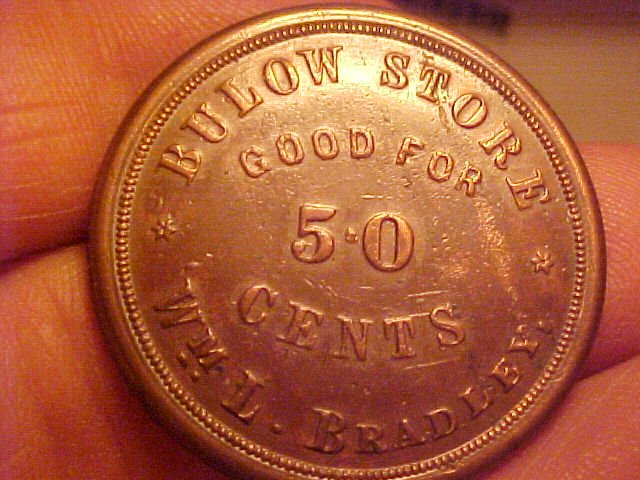 BULOW STORE
GOOD FOR
5·0
CENTS
WM L. BRADLEY.